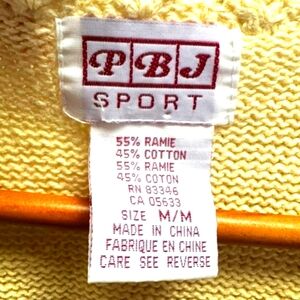 PBJ
SPORT
55% RAMIE
45% COTTON
55% RAMIE
45% COTON
RN 83346
CA 05633
SIZE M/M
MADE IN CHINA
FABRIQUE EN CHINE
CARE SEE REVERSE